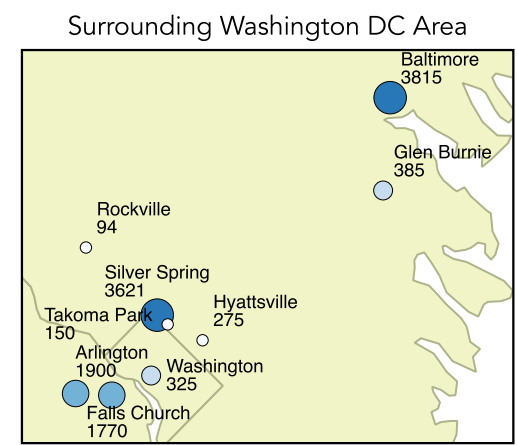 Surrounding Washington DC Area
Baltimore
3815
Glen Burnie
385
Rockville
94
Silver Spring
3621
Hyattsville
275
Takoma Park
150
Arlington
1900
Washington
325
Falls Church
1770